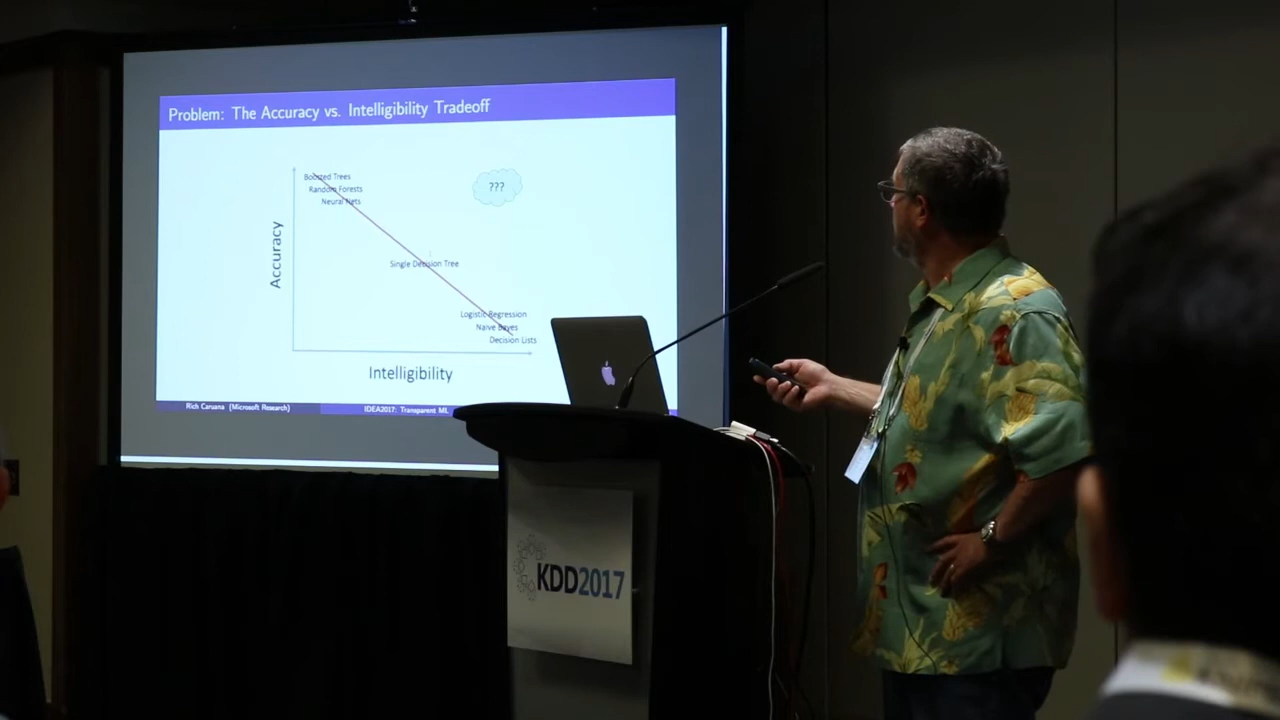 Problem: The Accuracy vs. Intelligibility Tradeoff
Boosted Trees
Random Forests
Neural Nets
???
Accuracy
Single Decision Tree
Logistic Regression
Naive Bayes
Decision Lists
Intelligibility
Rich Caruana (Microsoft Research)
IDEA2017: Transparent ML
KDD2017